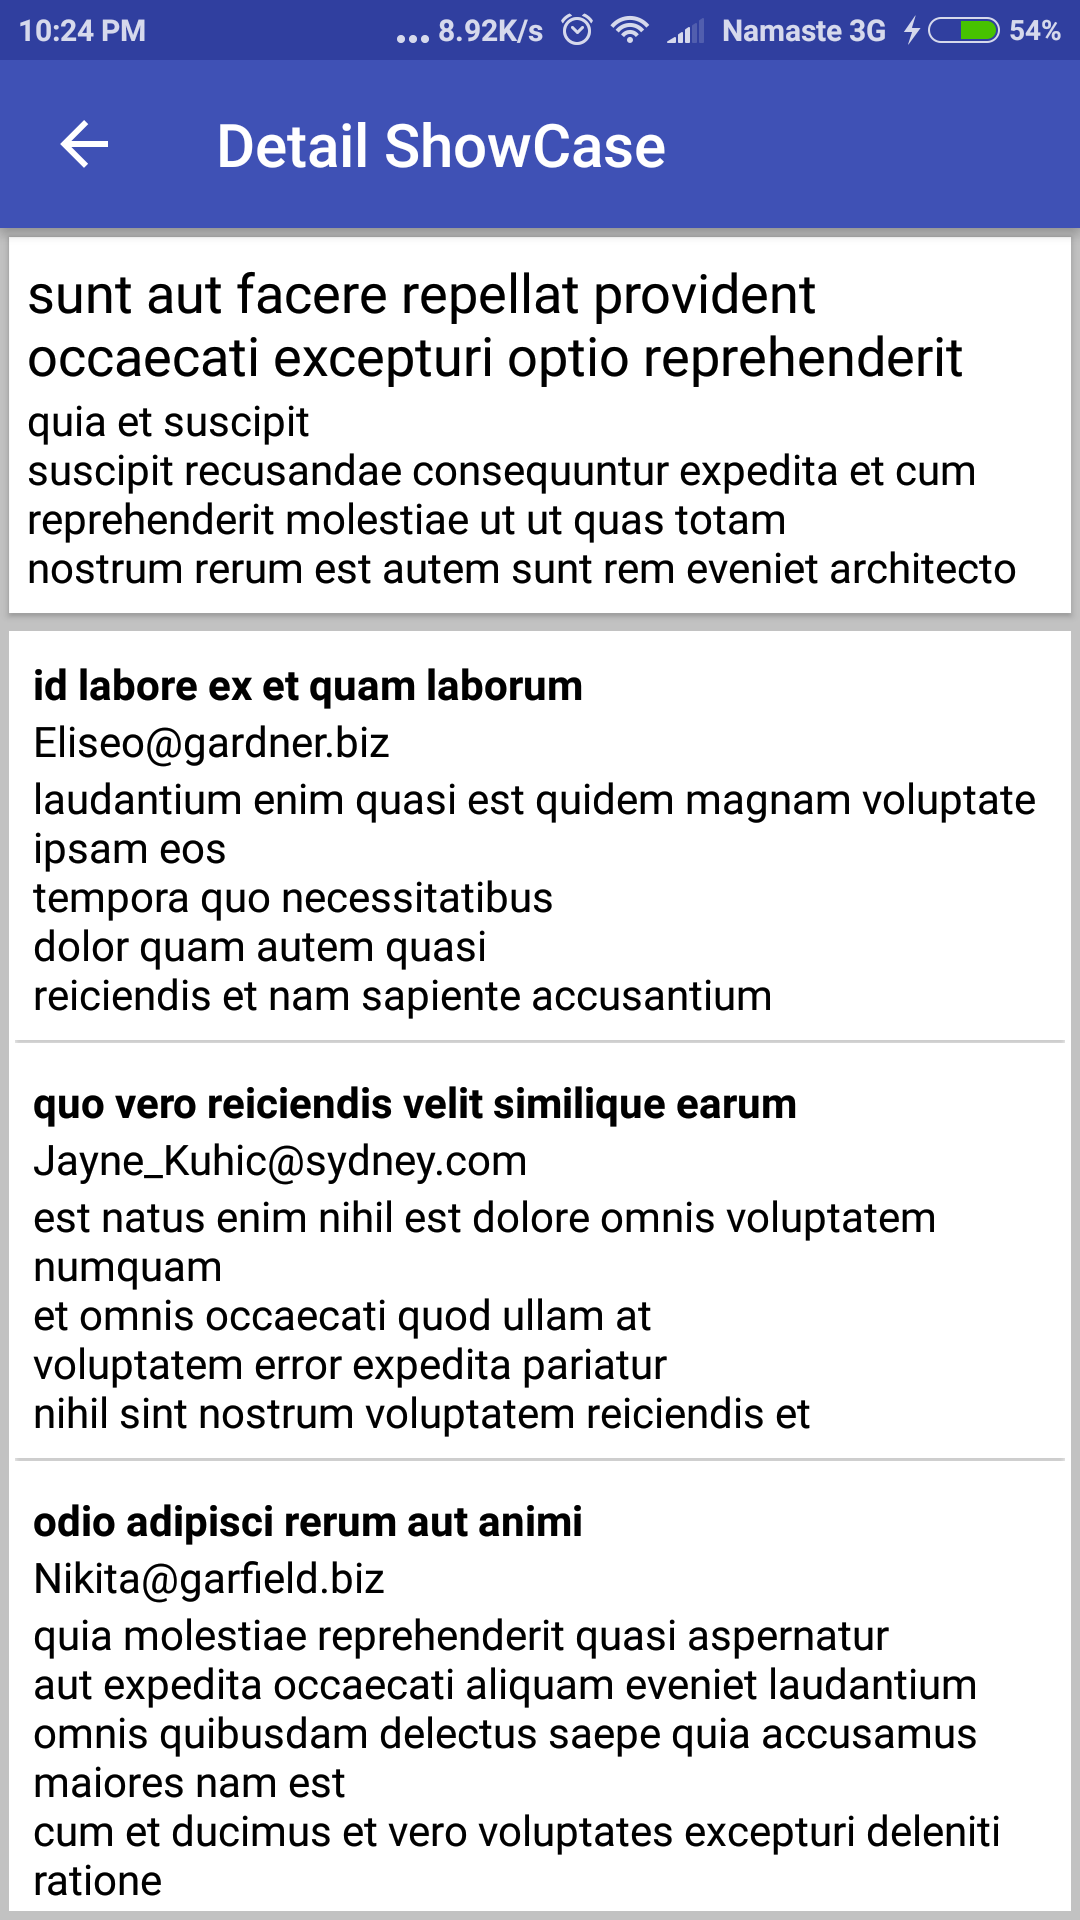 10:24 PM ... 8.92K/s Namaste 3G 54%
Detail ShowCase
sunt aut facere repellat provident
occaecati excepturi optio reprehenderit
quia et suscipit
suscipit recusandae consequuntur expedita et cum
reprehenderit molestiae ut ut quas totam
nostrum rerum est autem sunt rem eveniet architecto
id labore ex et quam laborum
Eliseo@gardner.biz
laudantium enim quasi est quidem magnam voluptate
ipsam eos
tempora quo necessitatibus
dolor quam autem quasi
reiciendis et nam sapiente accusantium
quo vero reiciendis velit similique earum
Jayne_Kuhic@sydney.com
est natus enim nihil est dolore omnis voluptatem
numquam
et omnis occaecati quod ullam at
voluptatem error expedita pariatur
nihil sint nostrum voluptatem reiciendis et
odio adipisci rerum aut animi
Nikita@garfield.biz
quia molestiae reprehenderit quasi aspernatur
aut expedita occaecati aliquam eveniet laudantium
omnis quibusdam delectus saepe quia accusamus
maiores nam est
cum et ducimus et vero voluptates excepturi deleniti
ratione